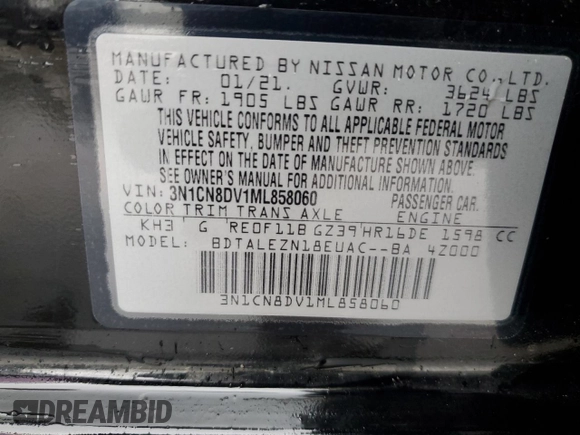 MANUFACTURED BY NISSAN MOTOR CO., LTD.
DATE: 01/21. GVWR: 3624 LBS
GAWR FR: 1905 LBS GAWR RR: 1720 LBS
THIS VEHICLE CONFORMS TO ALL APPLICABLE FEDERAL MOTOR
VEHICLE SAFETY, BUMPER AND THEFT PREVENTION STANDARDS
IN EFFECT ON THE DATE OF MANUFACTURE SHOWN ABOVE.
SEE OWNER'S MANUAL FOR ADDITIONAL INFORMATION.
VIN: 3N1CN8DV1ML858060 PASSENGER CAR.
COLOR TRIM TRANS AXLE ENGINE
KH3 G RE0F11B GZ39 HR16DE 1598 CC
MODEL: BDTALEZN18EUAC--BA 4Z000
3N1CN8DV1ML858060
DREAMBID